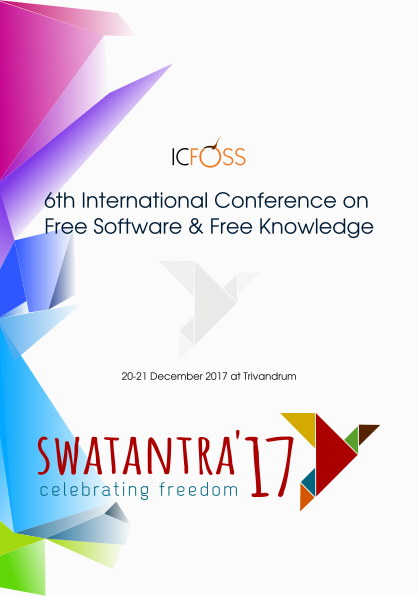 ICFOSS
6th International Conference on
Free Software & Free Knowledge
20-21 December 2017 at Trivandrum
SWATANTRA'17
celebrating freedom